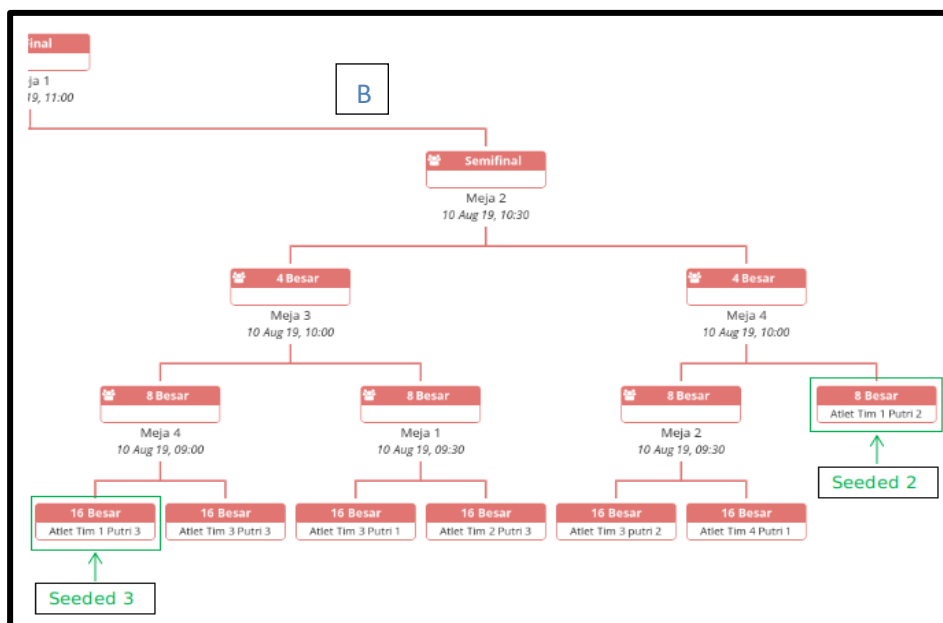 Final
eja 1
19, 11:00
B
Semifinal
Meja 2
10 Aug 19, 10:30
4 Besar
4 Besar
Meja 3
10 Aug 19, 10:00
Meja 4
10 Aug 19, 10:00
8 Besar
8 Besar
8 Besar
8 Besar
Atlet Tim 1 Putri 2
Meja 4
10 Aug 19, 09:00
Meja 1
10 Aug 19, 09:30
Meja 2
10 Aug 19, 09:30
Seeded 2
16 Besar
Atlet Tim 1 Putri 3
16 Besar
Atlet Tim 3 Putri 3
16 Besar
Atlet Tim 3 Putri 1
16 Besar
Atlet Tim 2 Putri 3
16 Besar
Atlet Tim 3 putri 2
16 Besar
Atlet Tim 4 Putri 1
Seeded 3